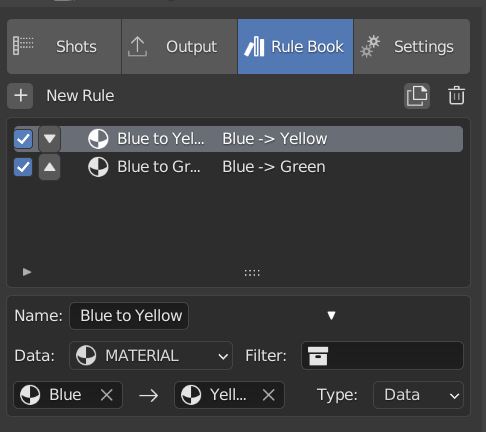 Shots Output Rule Book Settings
New Rule
Blue to Yel... Blue -> Yellow
Blue to Gr... Blue -> Green
Name: Blue to Yellow
Data: MATERIAL Filter:
Blue → Yell... Type: Data